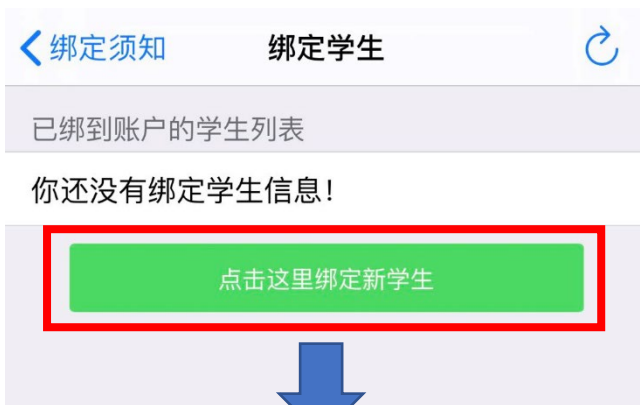 绑定须知 绑定学生
已绑到账户的学生列表
你还没有绑定学生信息！
点击这里绑定新学生